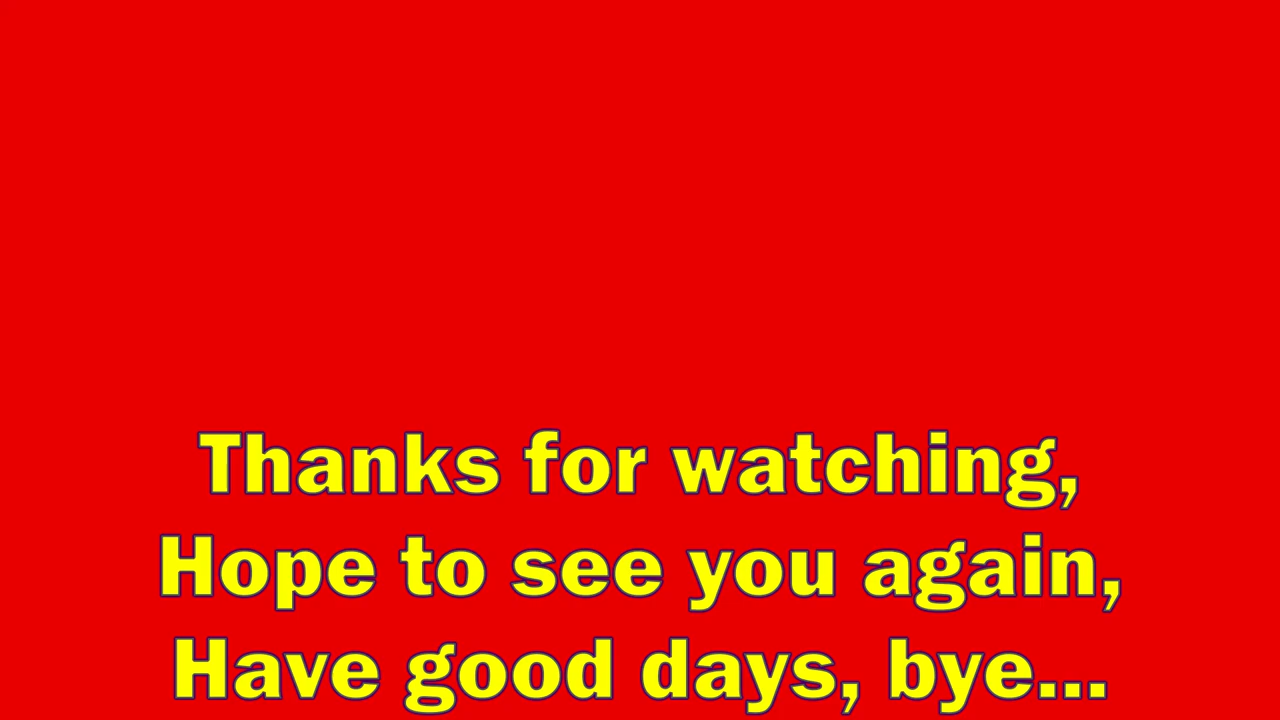 Thanks for watching,
Hope to see you again,
Have good days, bye...